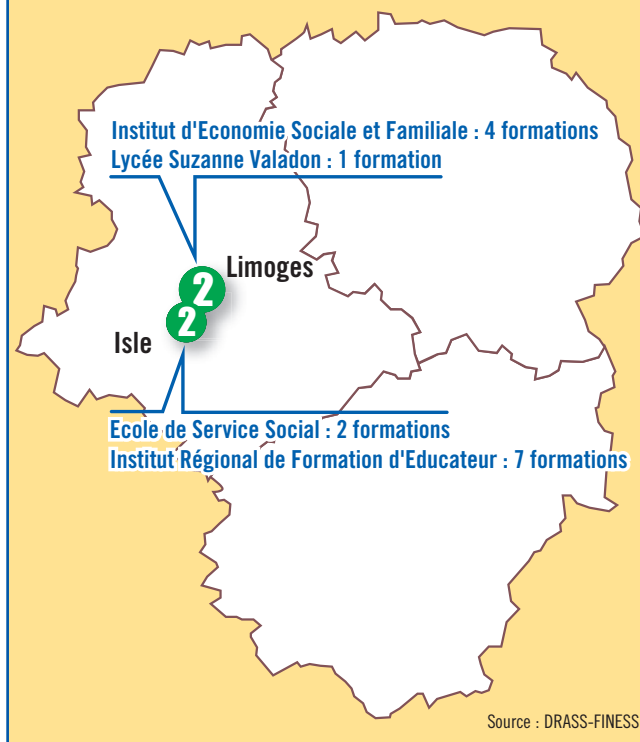 Institut d'Economie Sociale et Familiale : 4 formations
Lycée Suzanne Valadon : 1 formation
Limoges
2
2
Isle
Ecole de Service Social : 2 formations
Institut Régional de Formation d'Educateur : 7 formations
Source : DRASS-FINESS